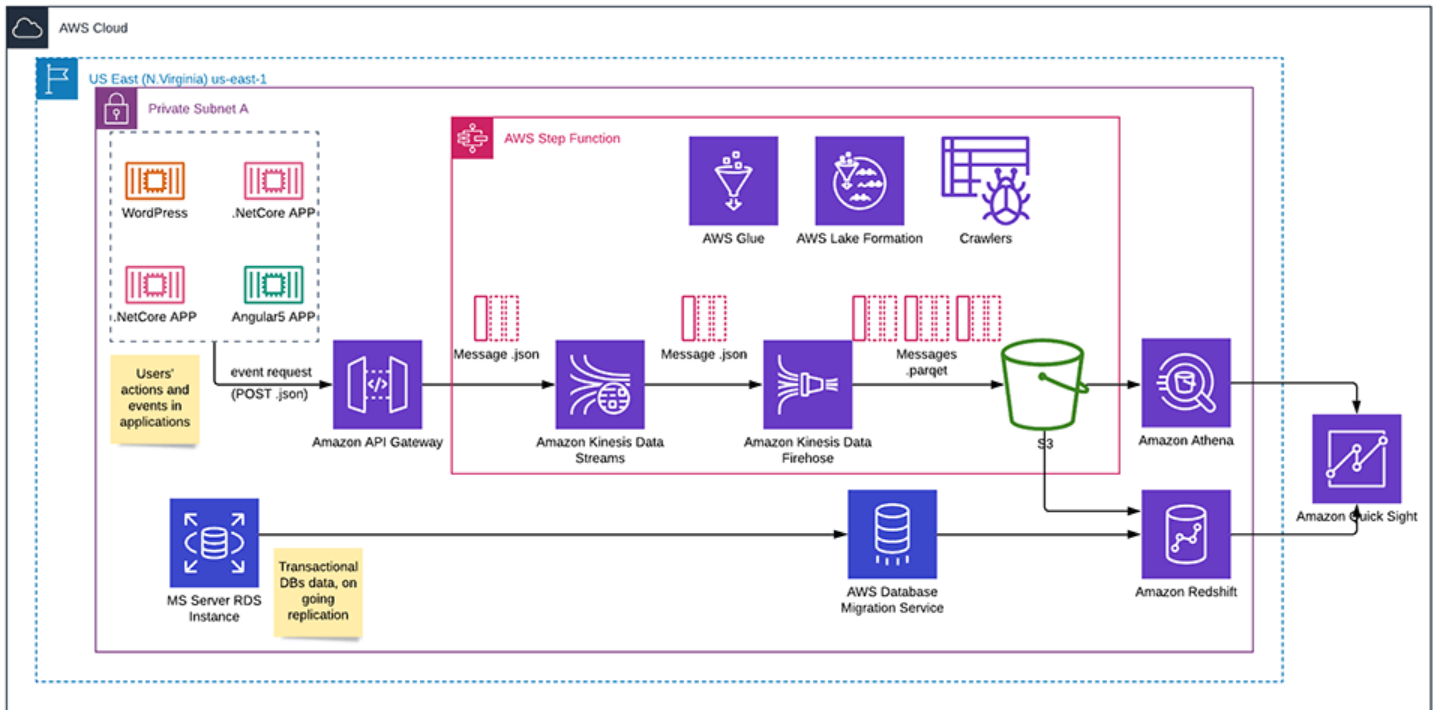 AWS Cloud
US East (N.Virginia) us-east-1
Private Subnet A
AWS Step Function
WordPress
.NetCore APP
.NetCore APP
Angular5 APP
AWS Glue
AWS Lake Formation
Crawlers
Users'
actions and
events in
applications
event request
(POST .json)
Amazon API Gateway
Message .json
Amazon Kinesis Data
Streams
Message .json
Amazon Kinesis Data
Firehose
Messages
.parqet
S3
Amazon Athena
Amazon Quick Sight
MS Server RDS
Instance
Transactional
DBs data, on
going
replication
AWS Database
Migration Service
Amazon Redshift